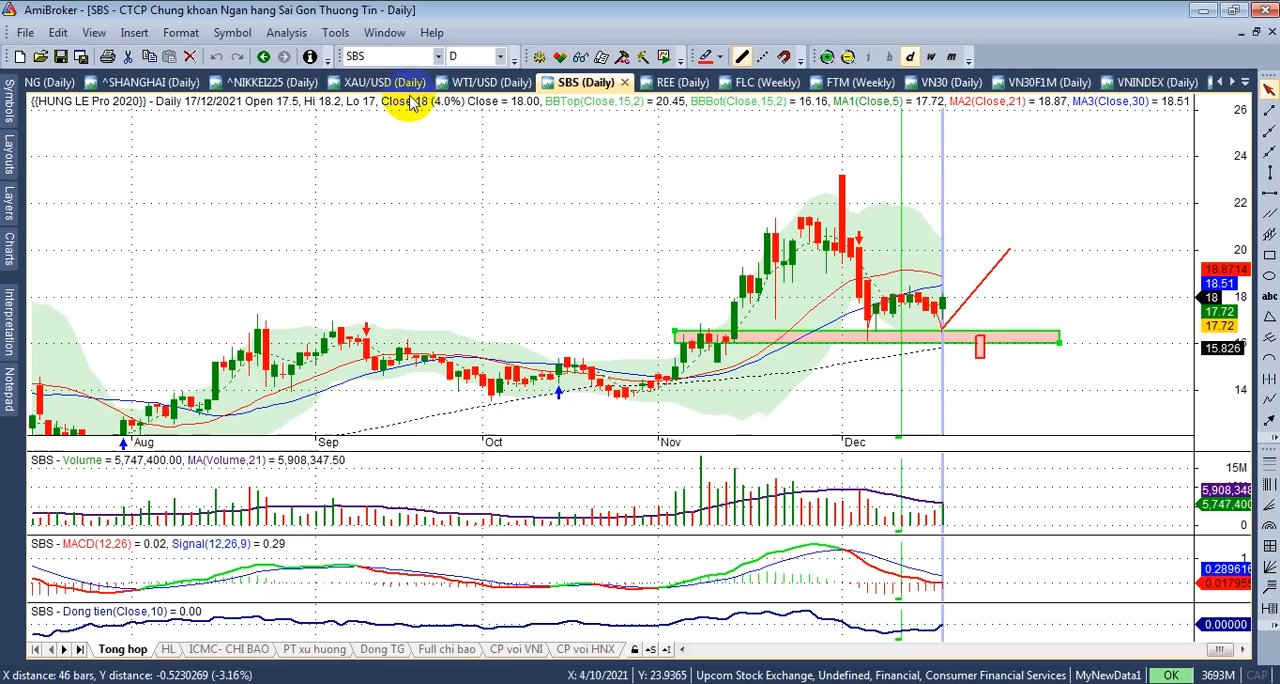 AmiBroker - [SBS - CTCP Chung khoan Ngan hang Sai Gon Thuong Tin - Daily]
File Edit View Insert Format Symbol Analysis Tools Window Help
SBS D i h i d w m
NG (Daily) ^SHANGHAI (Daily) ^NIKKEI225 (Daily) XAU/USD (Daily) WTI/USD (Daily) SBS (Daily) REE (Daily) FLC (Weekly) FTM (Weekly) VN30 (Daily) VN30F1M (Daily) VNINDEX (Daily)
{{HUNG LE Pro 2020}} - Daily 17/12/2021 Open 17.5, Hi 18.2, Lo 17, Close 18 (4.0%) Close = 18.00, BBTop(Close,15,2) = 20.45, BBBot(Close,15,2) = 16.16, MA1(Close,5) = 17.72, MA2(Close,21) = 18.87, MA3(Close,30) = 18.51
Symbols
Layouts
Layers
Charts
Interpretation
Notepad
abc
26
24
22
20
18.8714
18.51
18 18
17.72
17.72
15.826
14
Aug Sep Oct Nov Dec
SBS - Volume = 5,747,400.00, MA(Volume,21) = 5,908,347.50
15M
5,908,348
5,747,400
0
SBS - MACD(12,26) = 0.02, Signal(12,26,9) = 0.29
1
0.289616
0.017955
SBS - Dong tien(Close,10) = 0.00
0.00000
Tong hop HL ICMC- CHI BAO PT xu huong Dong TG Full chi bao CP voi VNI CP voi HNX
X distance: 46 bars, Y distance: -0.5230269 (-3.16%) X: 4/10/2021 Y: 23.9365 Upcom Stock Exchange, Undefined, Financial, Consumer Financial Services MyNewData1 OK 3693M CAP